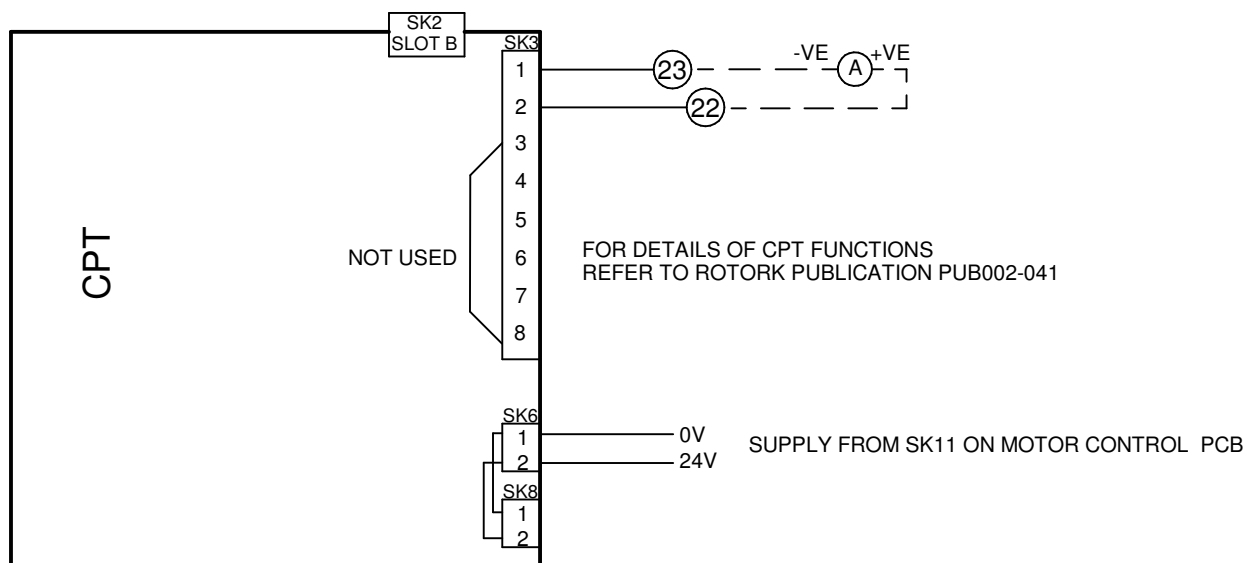 SK2
SLOT B
SK3
1
23
-VE
A
+VE
2
22
3
4
5
6
7
8
CPT
NOT USED
FOR DETAILS OF CPT FUNCTIONS
REFER TO ROTORK PUBLICATION PUB002-041
SK6
1
0V
2
24V
SUPPLY FROM SK11 ON MOTOR CONTROL PCB
SK8
1
2